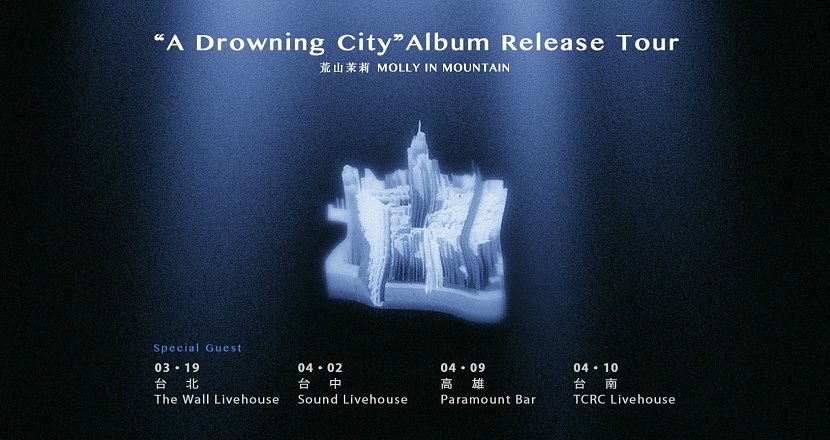 “A Drowning City”Album Release Tour
荒山茉莉 MOLLY IN MOUNTAIN
Special Guest
03・19
台 北
The Wall Livehouse
04・02
台 中
Sound Livehouse
04・09
高 雄
Paramount Bar
04・10
台 南
TCRC Livehouse